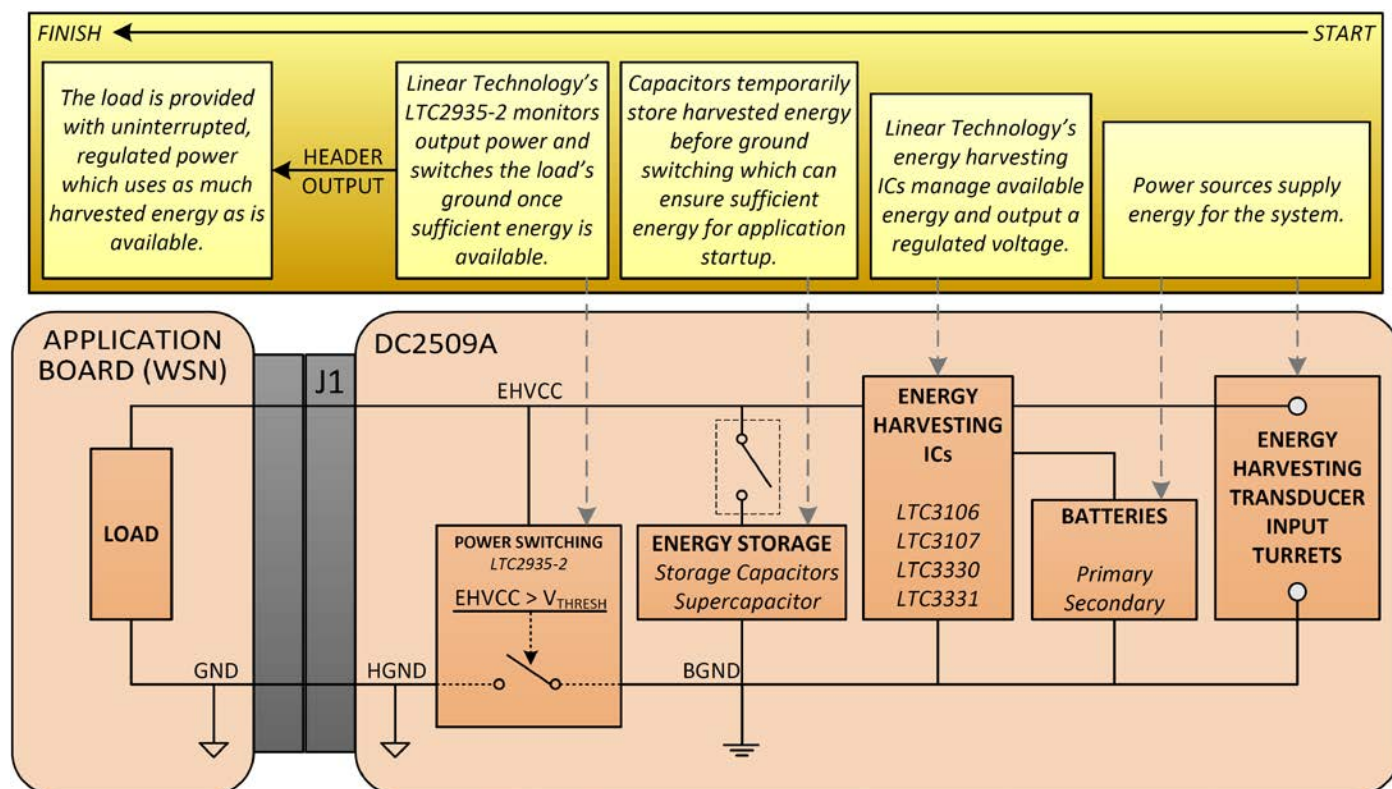 FINISH
START
The load is provided
with uninterrupted,
regulated power
which uses as much
harvested energy as is
available.
HEADER
OUTPUT
Linear Technology's
LTC2935-2 monitors
output power and
switches the load's
ground once
sufficient energy is
available.
Capacitors temporarily
store harvested energy
before ground
switching which can
ensure sufficient
energy for application
startup.
Linear Technology's
energy harvesting
ICs manage available
energy and output a
regulated voltage.
Power sources supply
energy for the system.
APPLICATION
BOARD (WSN)
J1
DC2509A
EHVCC
LOAD
GND
HGND
POWER SWITCHING
LTC2935-2
EHVCC > VTHRESH
BGND
ENERGY STORAGE
Storage Capacitors
Supercapacitor
ENERGY
HARVESTING
ICs
LTC3106
LTC3107
LTC3330
LTC3331
BATTERIES
Primary
Secondary
ENERGY
HARVESTING
TRANSDUCER
INPUT
TURRETS